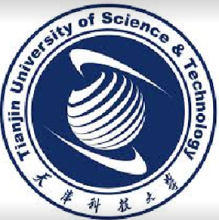 Tianjin University of Science & Technology
天津科技大学